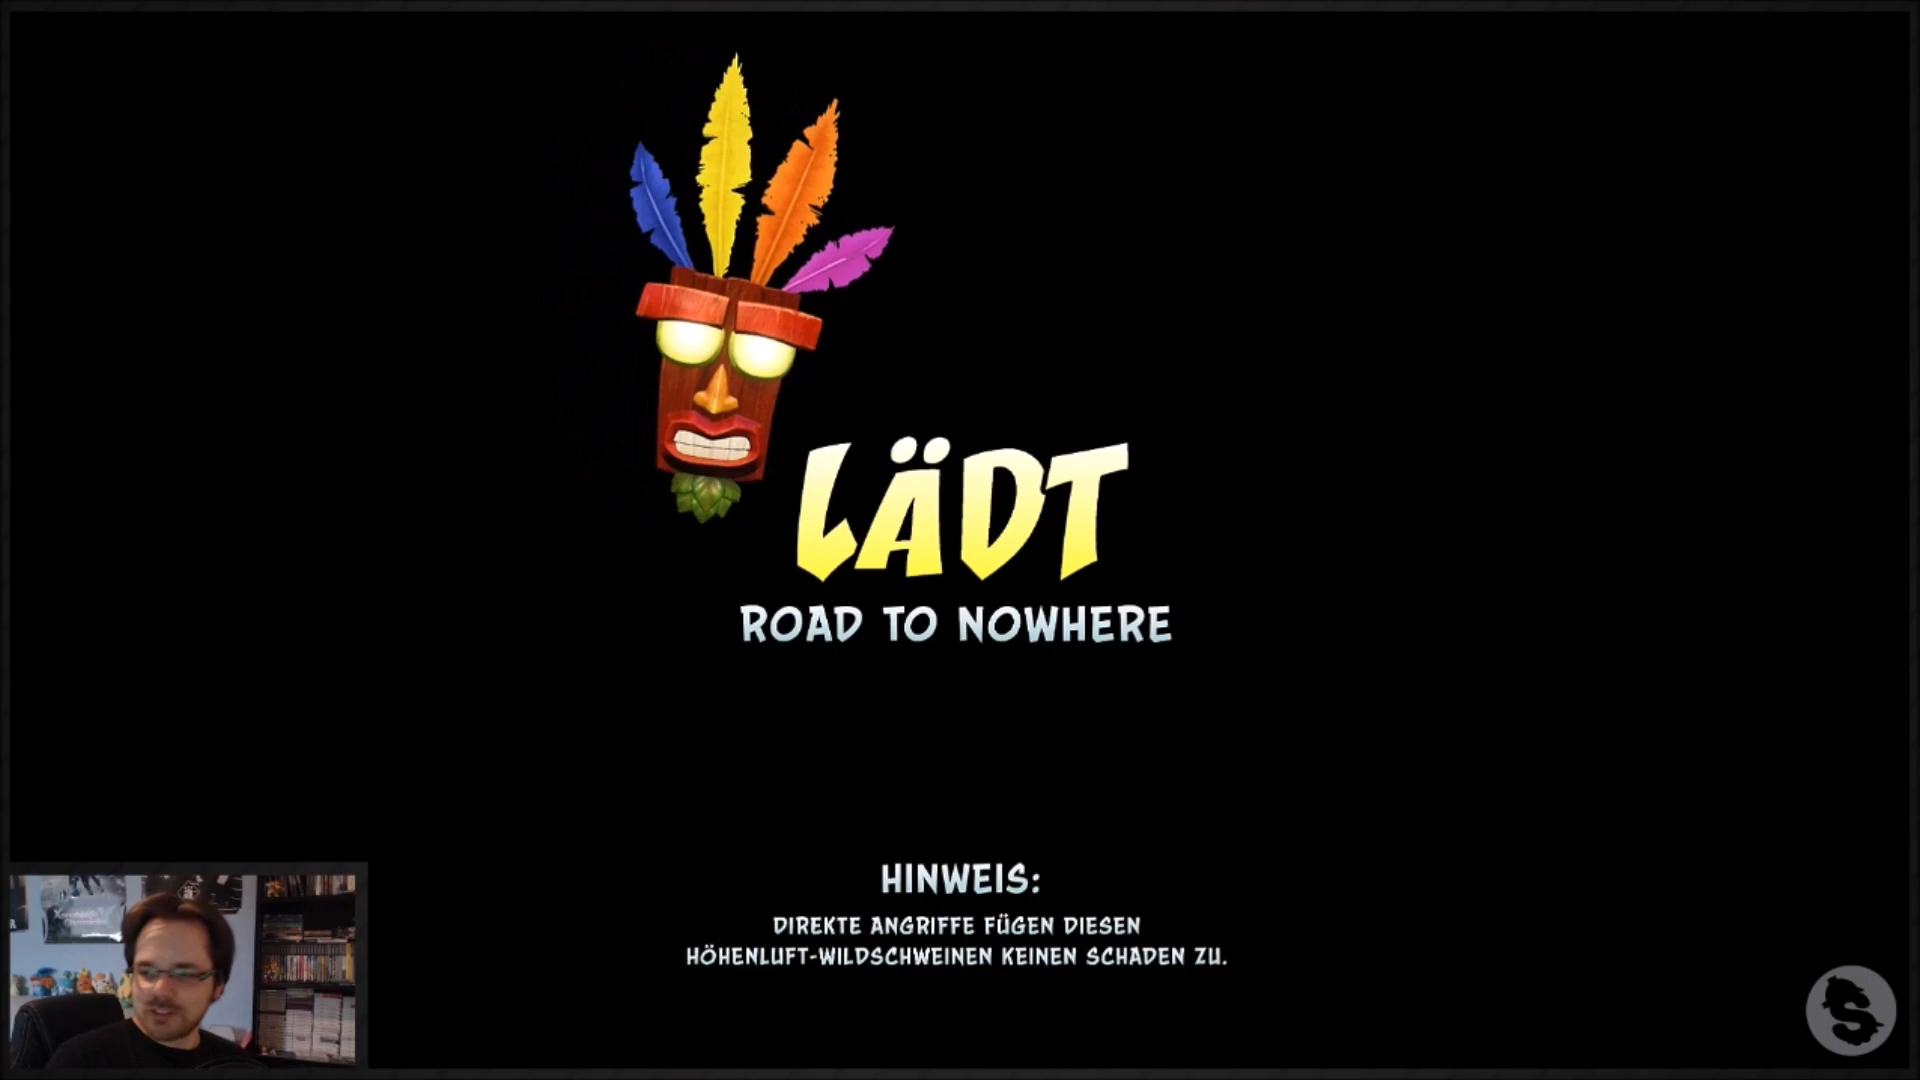 LÄDT
ROAD TO NOWHERE
HINWEIS:
DIREKTE ANGRIFFE FÜGEN DIESEN
HÖHENLUFT-WILDSCHWEINEN KEINEN SCHADEN ZU.